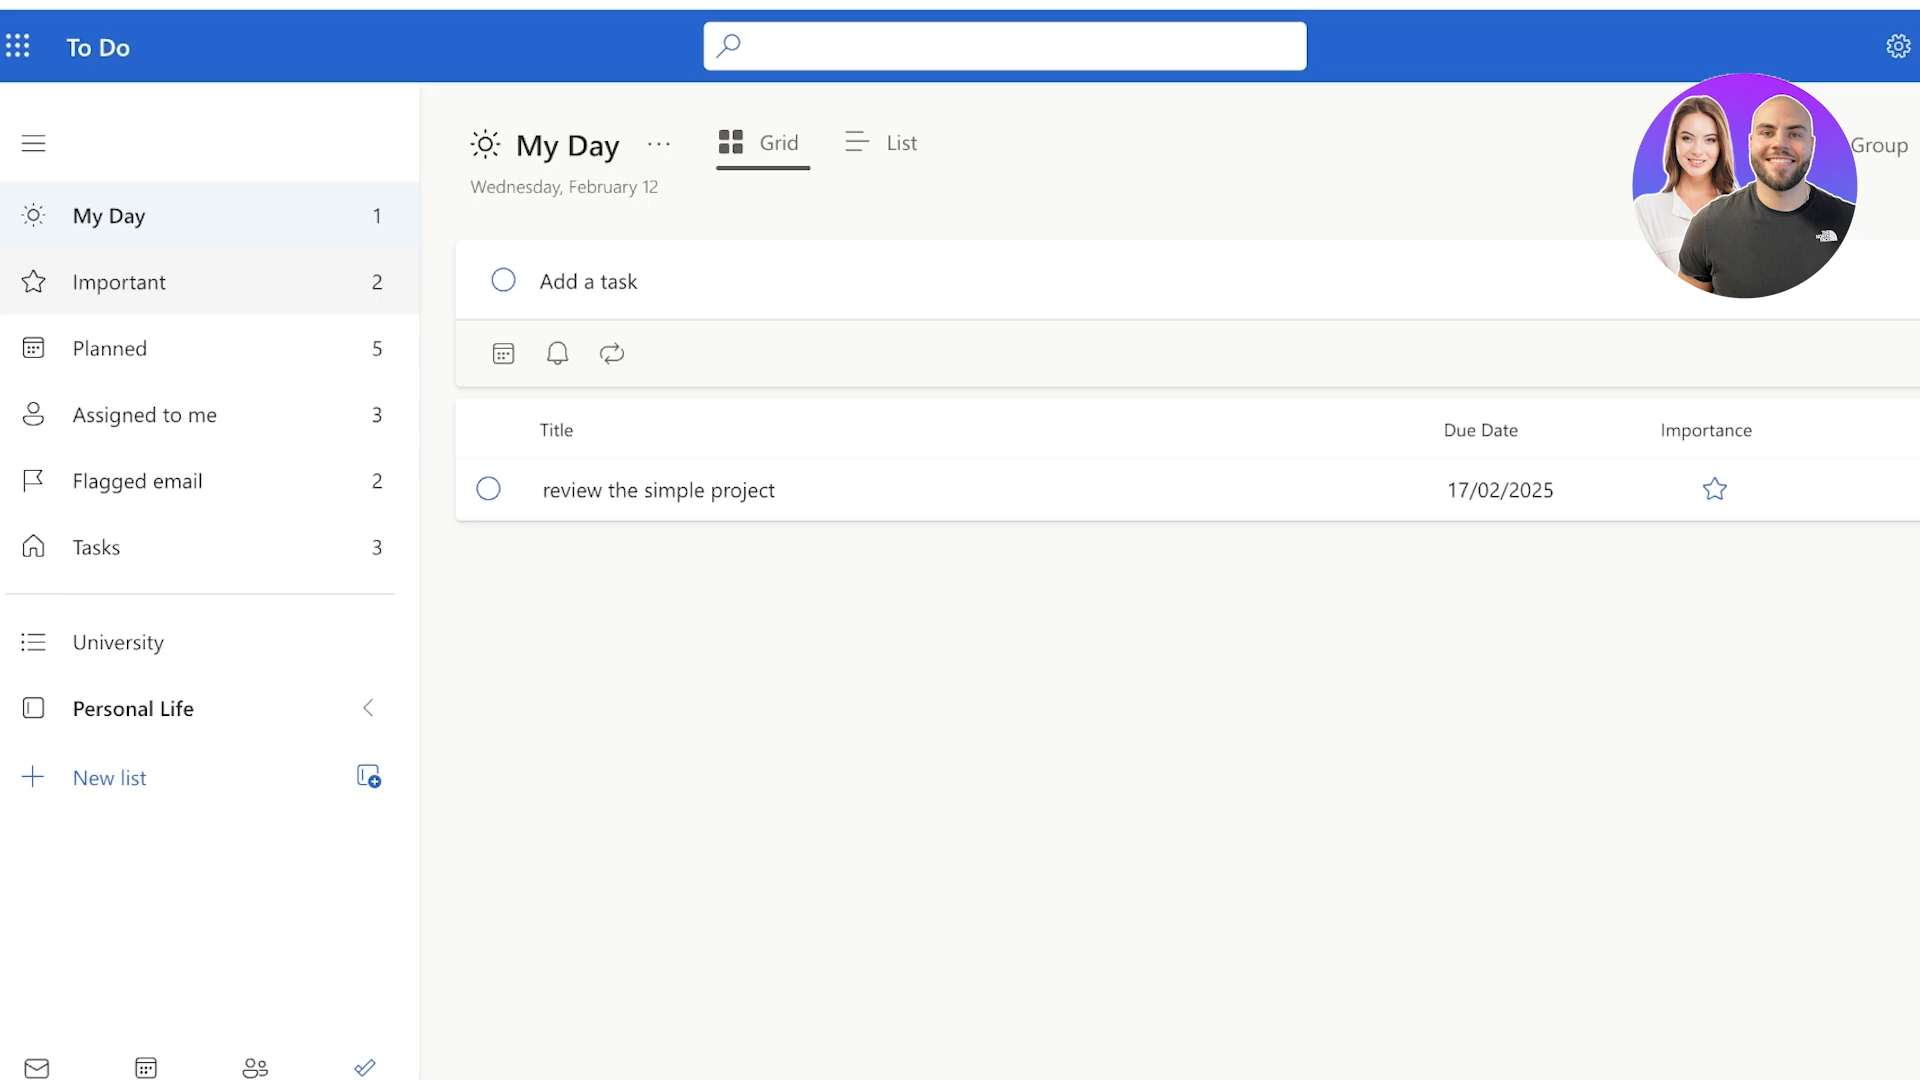 To Do
My Day ··· Grid List Group
Wednesday, February 12
My Day 1
Important 2
Planned 5
Assigned to me 3
Flagged email 2
Tasks 3
University
Personal Life
New list
Add a task
Title Due Date Importance
review the simple project 17/02/2025